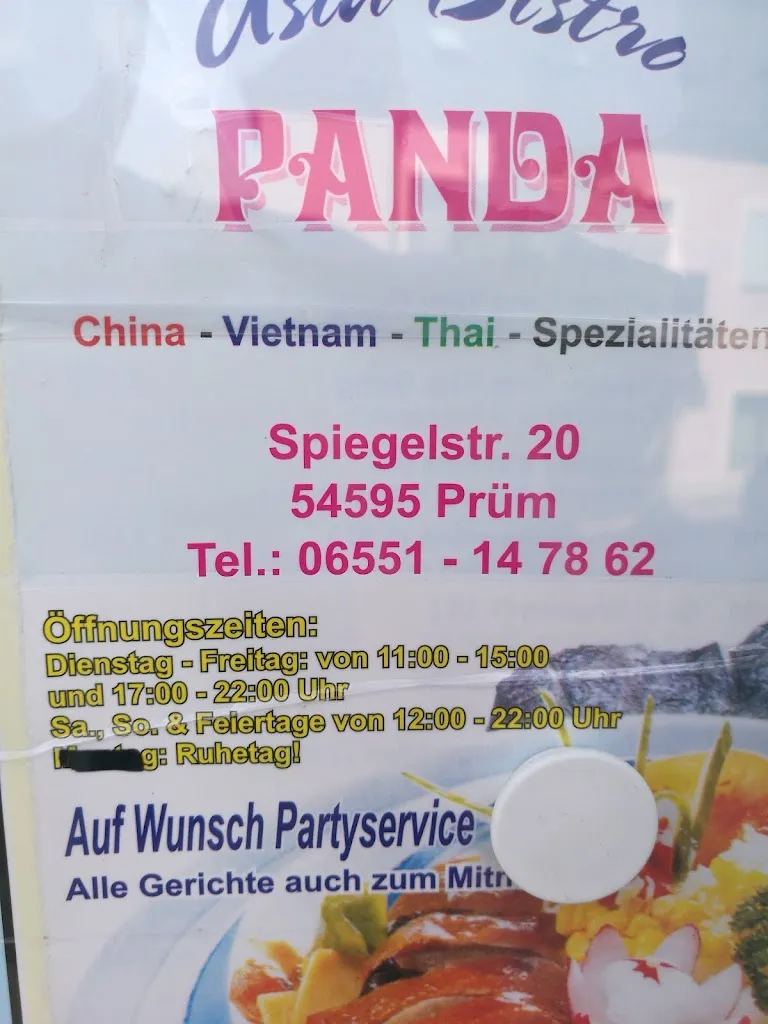 Asia Bistro
PANDA
China - Vietnam - Thai - Spezialitäten
Spiegelstr. 20
54595 Prüm
Tel.: 06551 - 14 78 62
Öffnungszeiten:
Dienstag - Freitag: von 11:00 - 15:00
und 17:00 - 22:00 Uhr
Sa., So. & Feiertage von 12:00 - 22:00 Uhr
Ruhetag!
Auf Wunsch Partyservice
Alle Gerichte auch zum